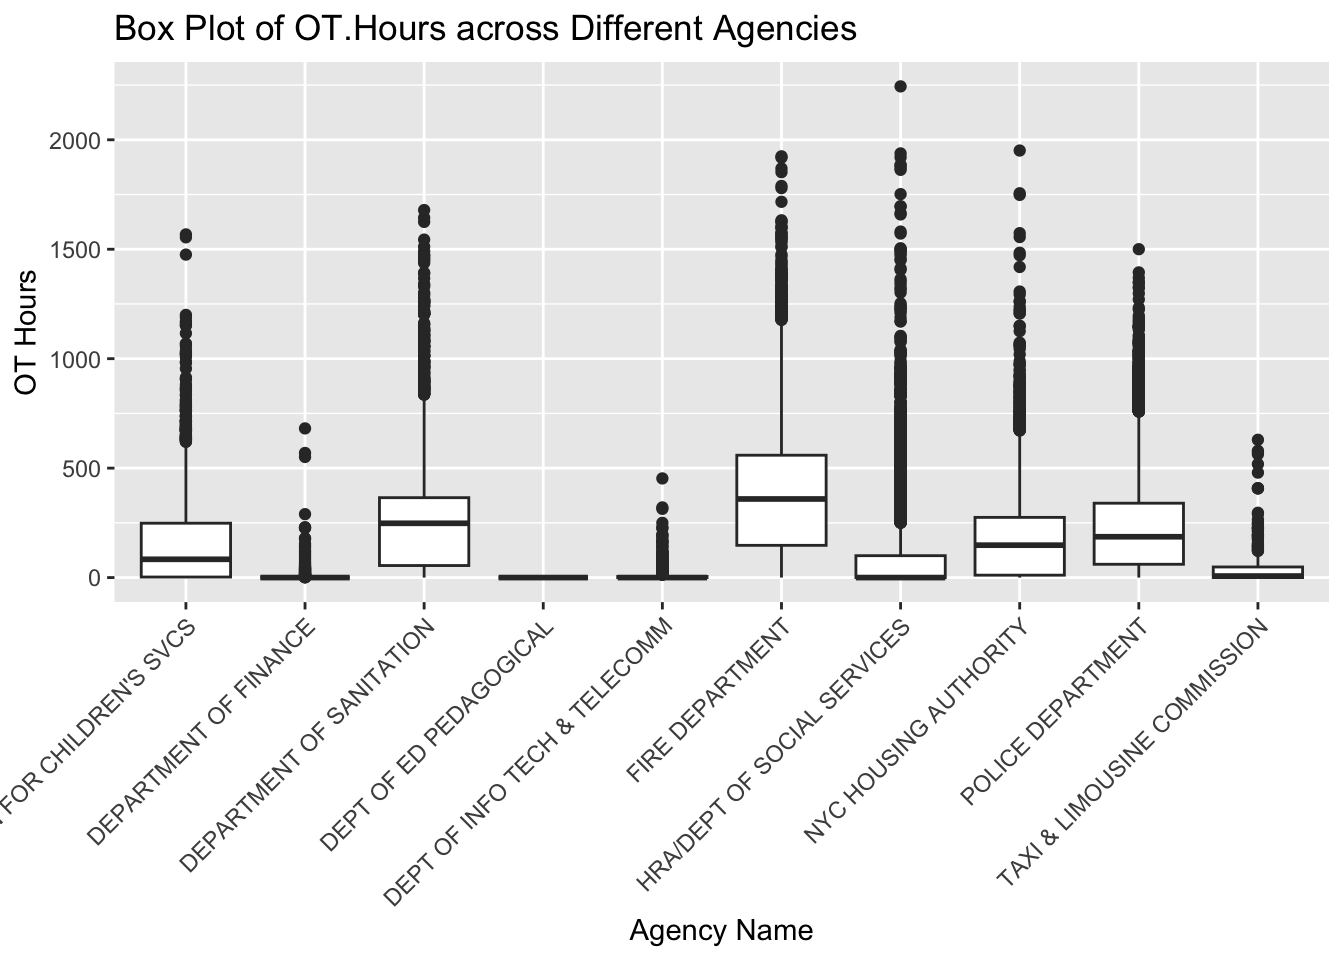 Box Plot of OT.Hours across Different Agencies
OT Hours
2000
1500
1000
500
0
FOR CHILDREN'S SVCS
DEPARTMENT OF FINANCE
DEPARTMENT OF SANITATION
DEPT OF ED PEDAGOGICAL
DEPT OF INFO TECH & TELECOMM
FIRE DEPARTMENT
HRA/DEPT OF SOCIAL SERVICES
NYC HOUSING AUTHORITY
POLICE DEPARTMENT
TAXI & LIMOUSINE COMMISSION
Agency Name